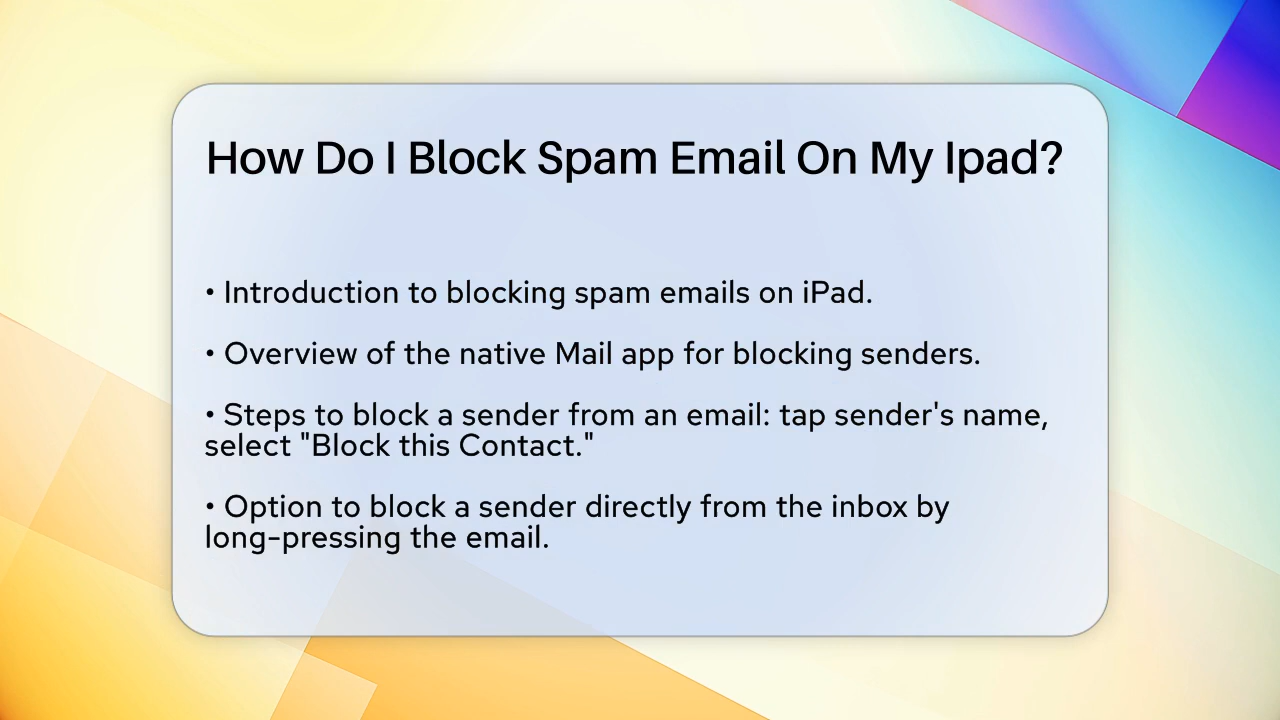 How Do I Block Spam Email On My Ipad?
• Introduction to blocking spam emails on iPad.
• Overview of the native Mail app for blocking senders.
• Steps to block a sender from an email: tap sender's name,
select "Block this Contact."
• Option to block a sender directly from the inbox by
long-pressing the email.